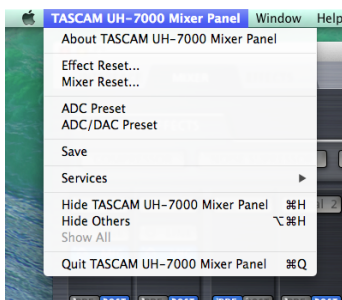 TASCAM UH-7000 Mixer Panel Window Help
About TASCAM UH-7000 Mixer Panel
Effect Reset...
Mixer Reset...
ADC Preset
ADC/DAC Preset
Save
Services ▶
Hide TASCAM UH-7000 Mixer Panel ⌘H
Hide Others ⌥⌘H
Show All
Quit TASCAM UH-7000 Mixer Panel ⌘Q